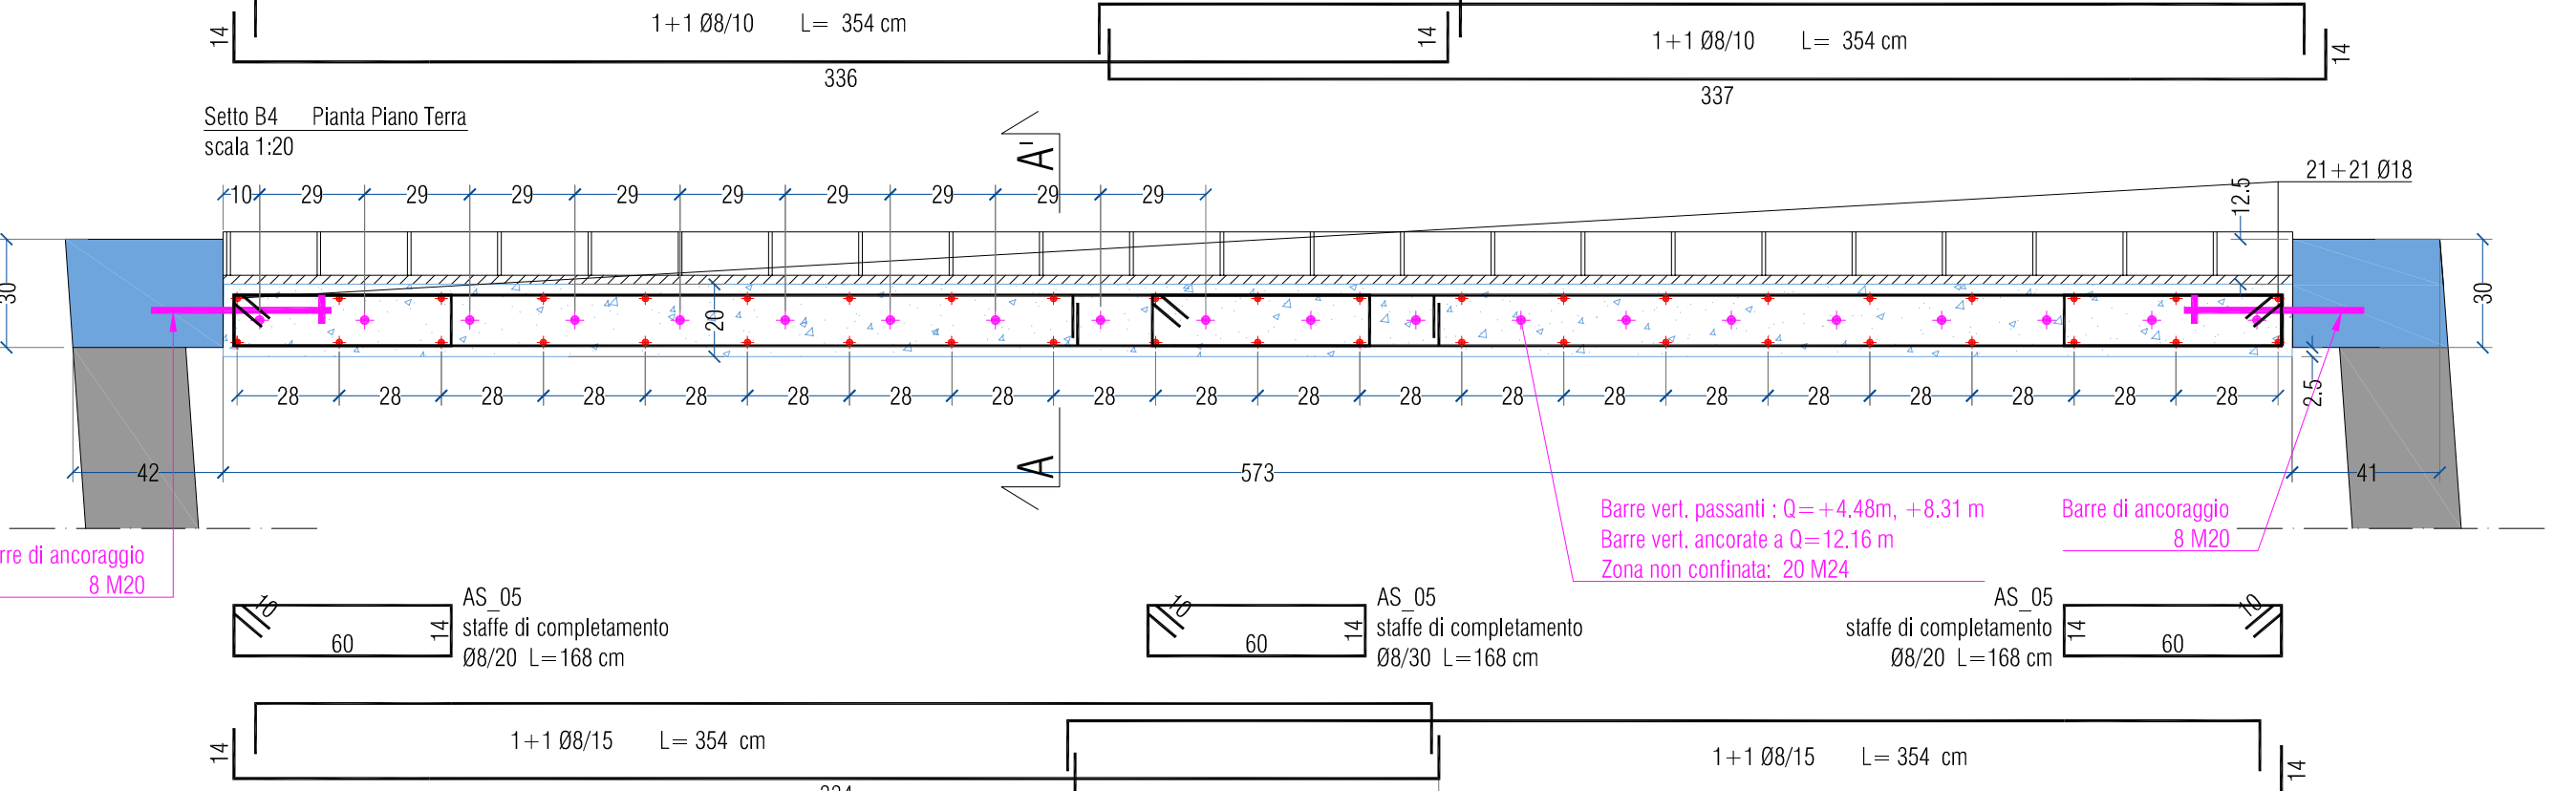 14
1+1 Ø8/10 L= 354 cm
14
336
1+1 Ø8/10 L= 354 cm
14
337
Setto B4 Pianta Piano Terra
scala 1:20
A'
21+21 Ø18
10 29 29 29 29 29 29 29 29 29
12.5
30
20
30
28 28 28 28 28 28 28 28 28 28 28 28 28 28 28 28 28 28 28 28
2.5
42
A
573
41
Barre vert. passanti : Q=+4.48m, +8.31 m
Barre vert. ancorate a Q=12.16 m
Zona non confinata: 20 M24
Barre di ancoraggio
8 M20
rre di ancoraggio
8 M20
10
60
14
AS_05
staffe di completamento
Ø8/20 L=168 cm
10
60
14
AS_05
staffe di completamento
Ø8/30 L=168 cm
AS_05
staffe di completamento
Ø8/20 L=168 cm
14
60
10
14
1+1 Ø8/15 L= 354 cm
1+1 Ø8/15 L= 354 cm
14